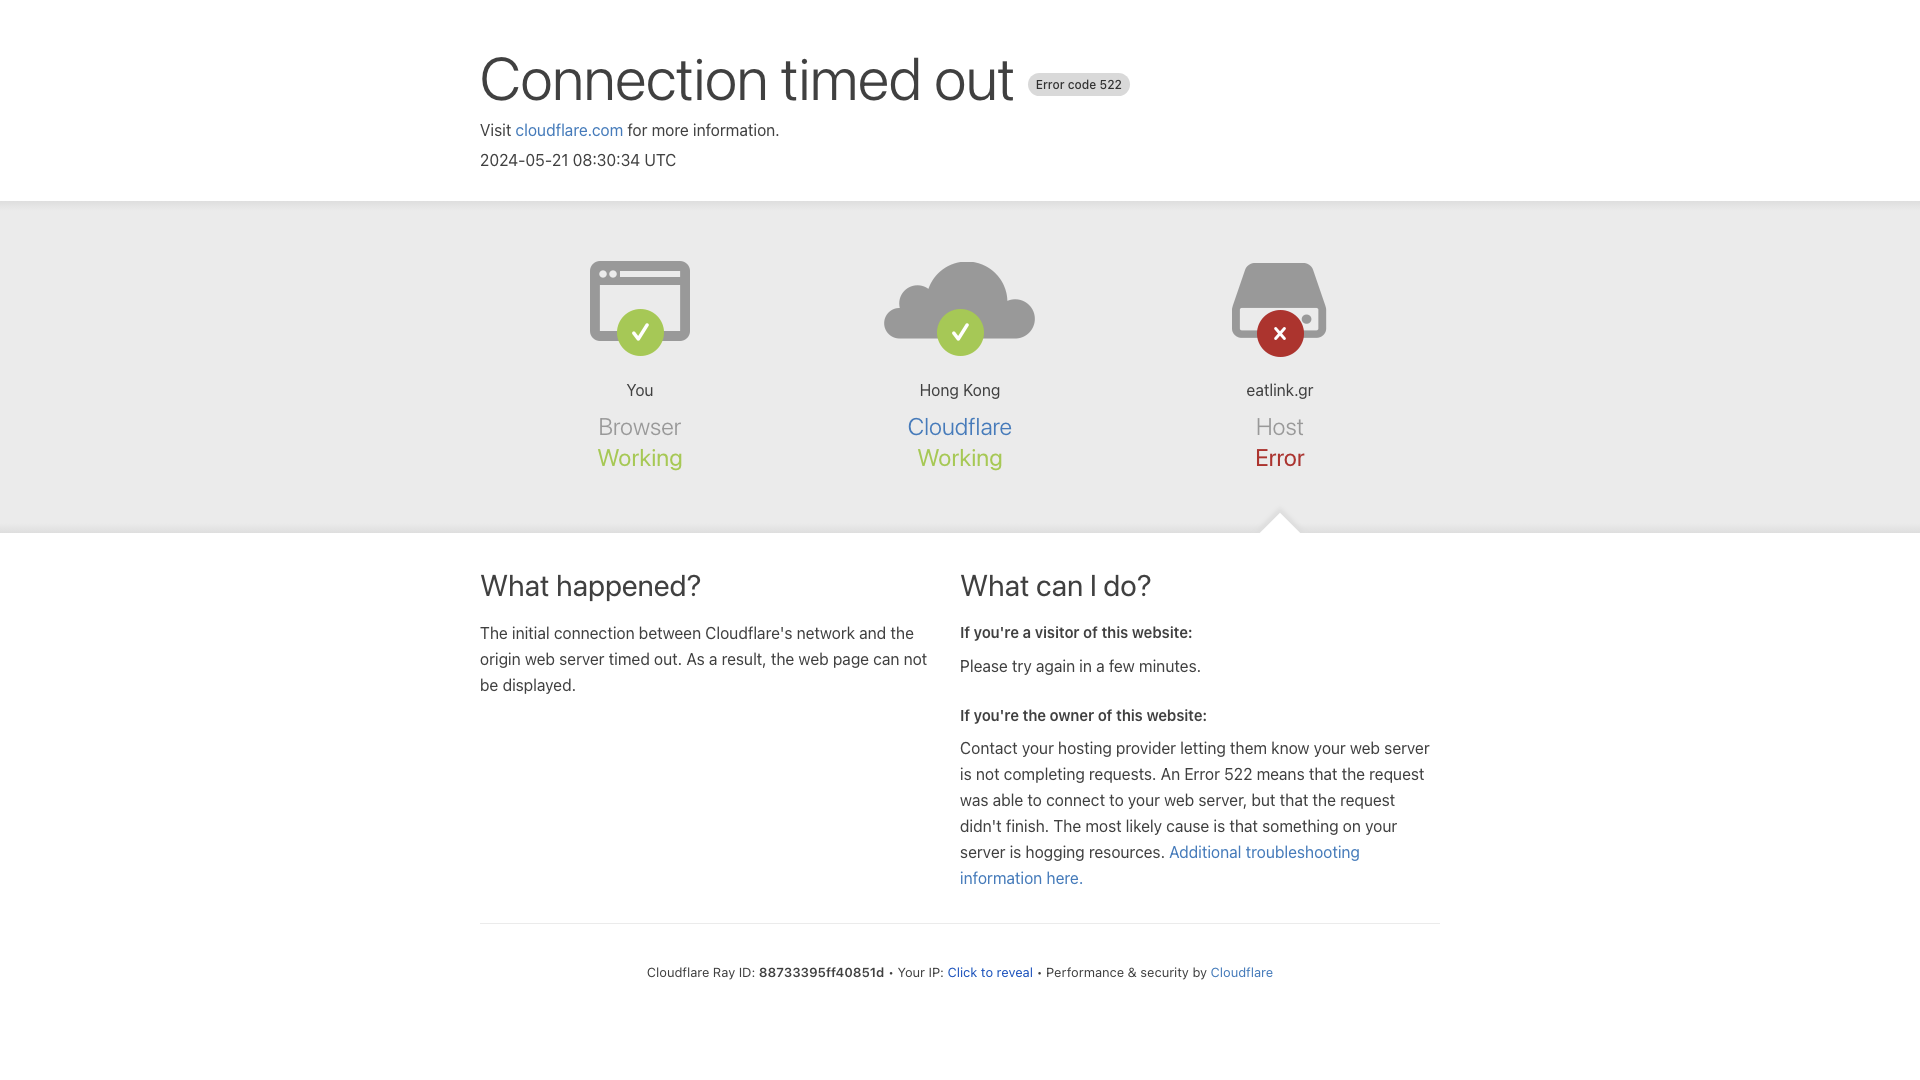 Connection timed out Error code 522
Visit cloudflare.com for more information.
2024-05-21 08:30:34 UTC
You
Browser
Working
Hong Kong
Cloudflare
Working
eatlink.gr
Host
Error
What happened?
The initial connection between Cloudflare's network and the
origin web server timed out. As a result, the web page can not
be displayed.
What can I do?
If you're a visitor of this website:
Please try again in a few minutes.
If you're the owner of this website:
Contact your hosting provider letting them know your web server
is not completing requests. An Error 522 means that the request
was able to connect to your web server, but that the request
didn't finish. The most likely cause is that something on your
server is hogging resources. Additional troubleshooting
information here.
Cloudflare Ray ID: 88733395ff40851d • Your IP: Click to reveal • Performance & security by Cloudflare